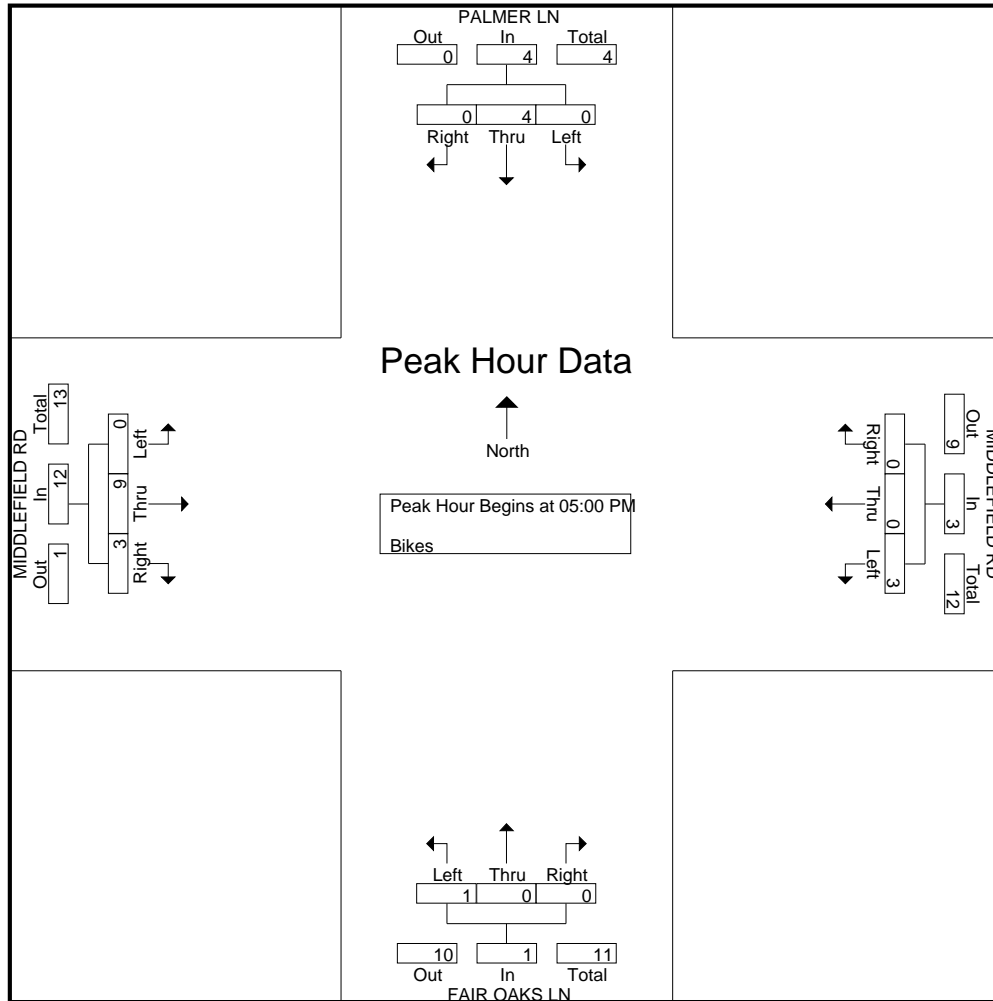 PALMER LN
Out In Total
0 4 4
0 4 0
Right Thru Left
Peak Hour Data
North
Peak Hour Begins at 05:00 PM
Bikes
MIDDLEFIELD RD
Out In Total
1 12 13
3 9 0
Right Thru Left
MIDDLEFIELD RD
Out In Total
9 3 12
0 0 3
Right Thru Left
Left Thru Right
1 0 0
10 1 11
Out In Total
FAIR OAKS LN